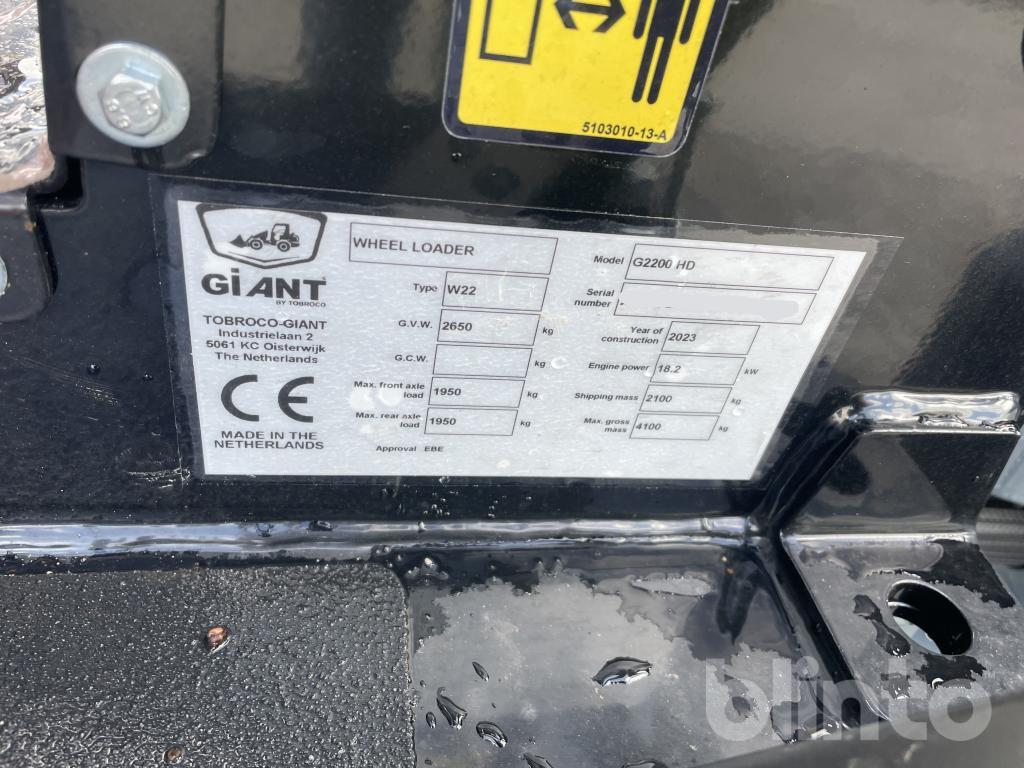 5103010-13-A
GiANT
BY TOBROCO
TOBROCO-GIANT
Industrielaan 2
5061 KC Oisterwijk
The Netherlands
CE
MADE IN THE
NETHERLANDS
WHEEL LOADER
Type W22
G.V.W. 2650 kg
G.C.W. kg
Max. front axle
load 1950 kg
Max. rear axle
load 1950 kg
Approval EBE
Model G2200 HD
Serial
number
Year of
construction 2023
Engine power 18.2 kW
Shipping mass 2100 kg
Max. gross
mass 4100 kg
blinto